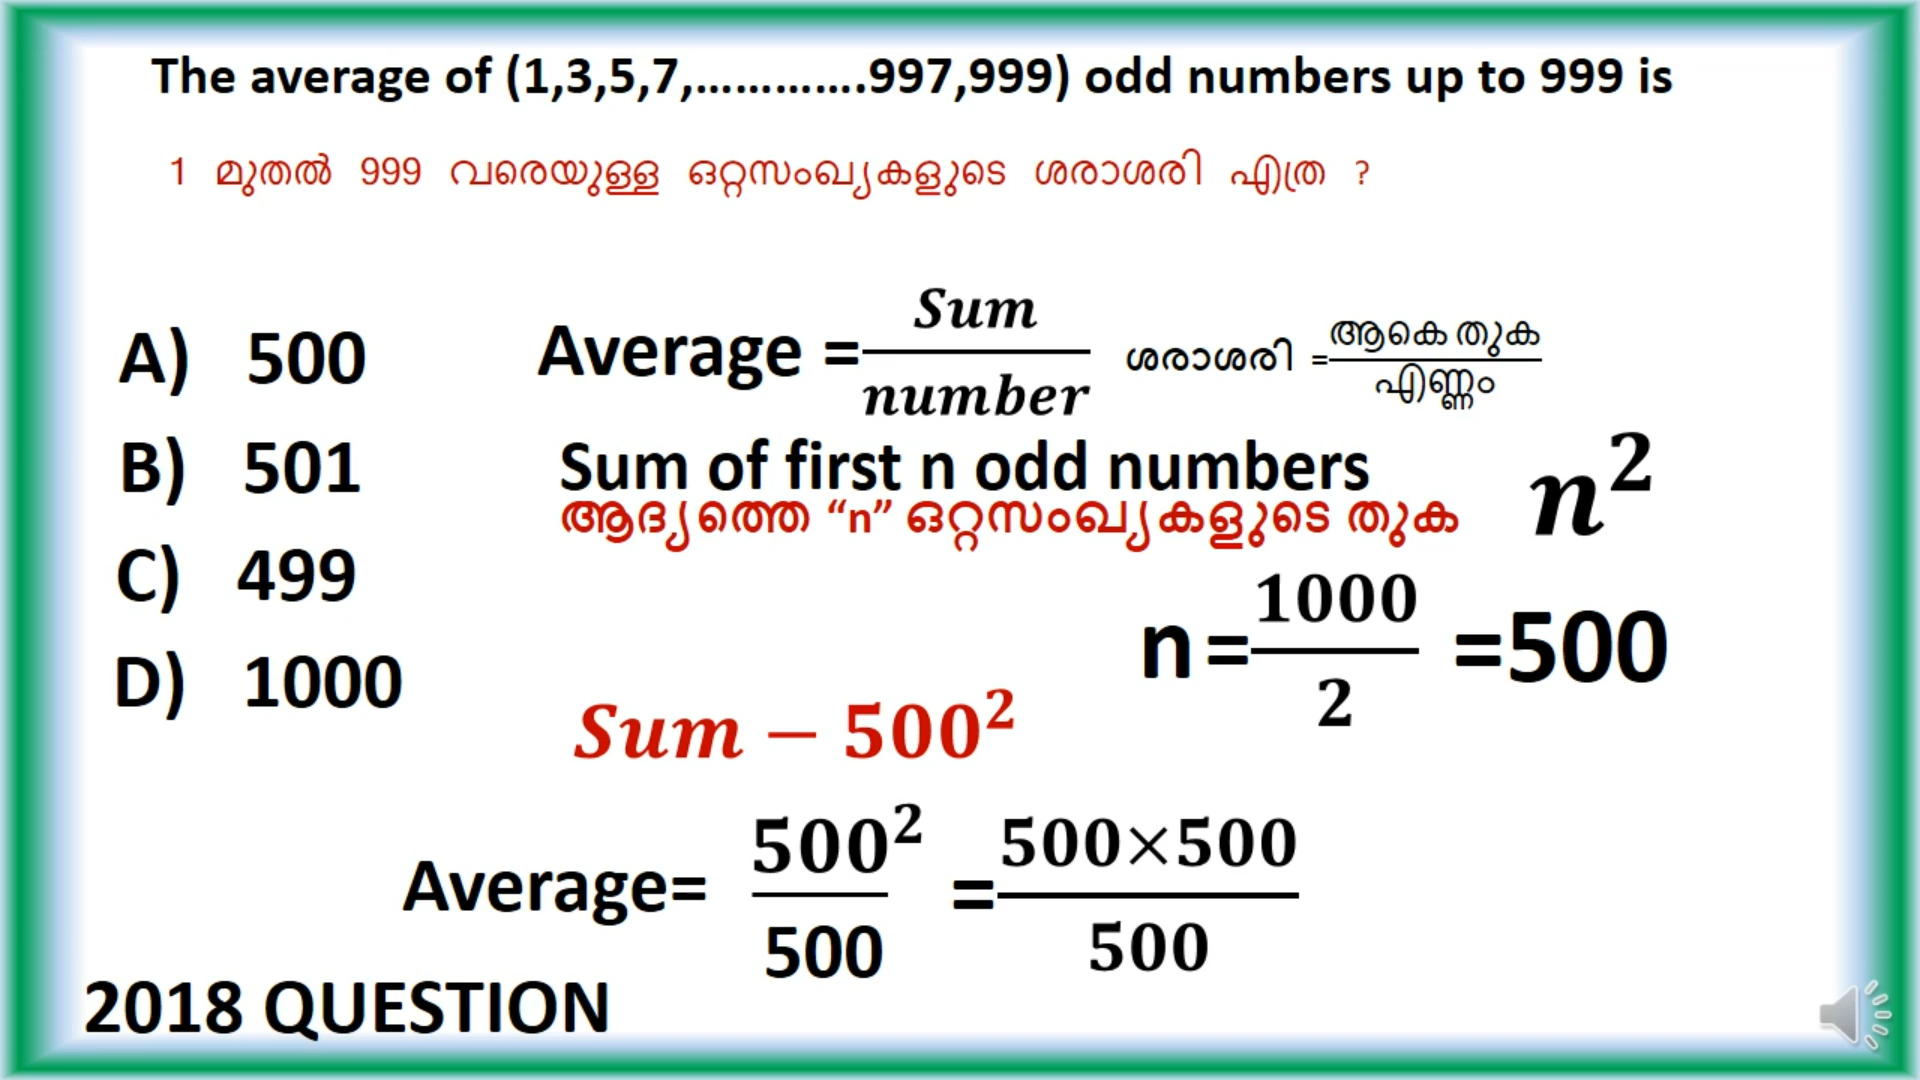 The average of (1,3,5,7,.............997,999) odd numbers up to 999 is
1 മുതൽ 999 വരെയുള്ള ഒറ്റസംഖ്യകളുടെ ശരാശരി എത്ര ?
A) 500
Average = Sum / number
ശരാശരി = ആകെ തുക / എണ്ണം
B) 501
Sum of first n odd numbers n²
ആദ്യത്തെ “n” ഒറ്റസംഖ്യകളുടെ തുക
C) 499
n = 1000 / 2 =500
D) 1000
Sum − 500²
Average= 500² / 500 = 500×500 / 500
2018 QUESTION